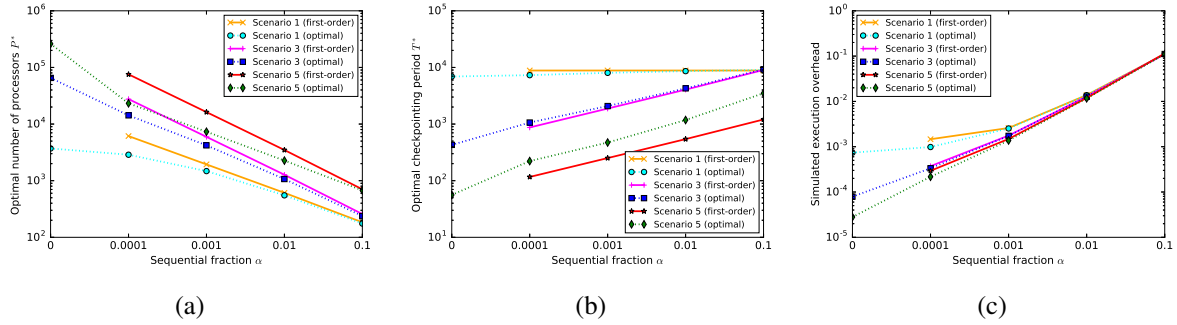 Optimal number of processors P*
10^6
10^5
10^4
10^3
10^2
0 0.0001 0.001 0.01 0.1
Sequential fraction α
Scenario 1 (first-order)
Scenario 1 (optimal)
Scenario 3 (first-order)
Scenario 3 (optimal)
Scenario 5 (first-order)
Scenario 5 (optimal)
(a)
Optimal checkpointing period T*
10^5
10^4
10^3
10^2
10^1
0 0.0001 0.001 0.01 0.1
Sequential fraction α
Scenario 1 (first-order)
Scenario 1 (optimal)
Scenario 3 (first-order)
Scenario 3 (optimal)
Scenario 5 (first-order)
Scenario 5 (optimal)
(b)
Simulated execution overhead
10^0
10^-1
10^-2
10^-3
10^-4
10^-5
0 0.0001 0.001 0.01 0.1
Sequential fraction α
Scenario 1 (first-order)
Scenario 1 (optimal)
Scenario 3 (first-order)
Scenario 3 (optimal)
Scenario 5 (first-order)
Scenario 5 (optimal)
(c)